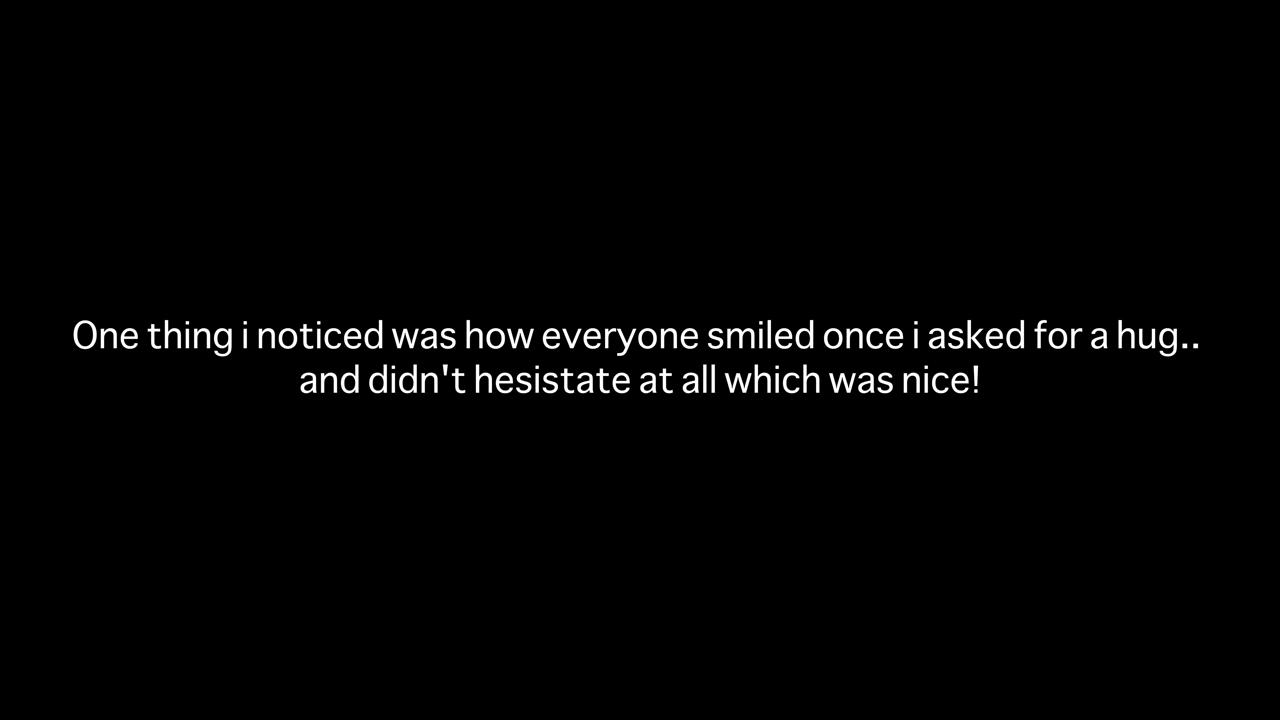 One thing i noticed was how everyone smiled once i asked for a hug..
and didn't hesistate at all which was nice!